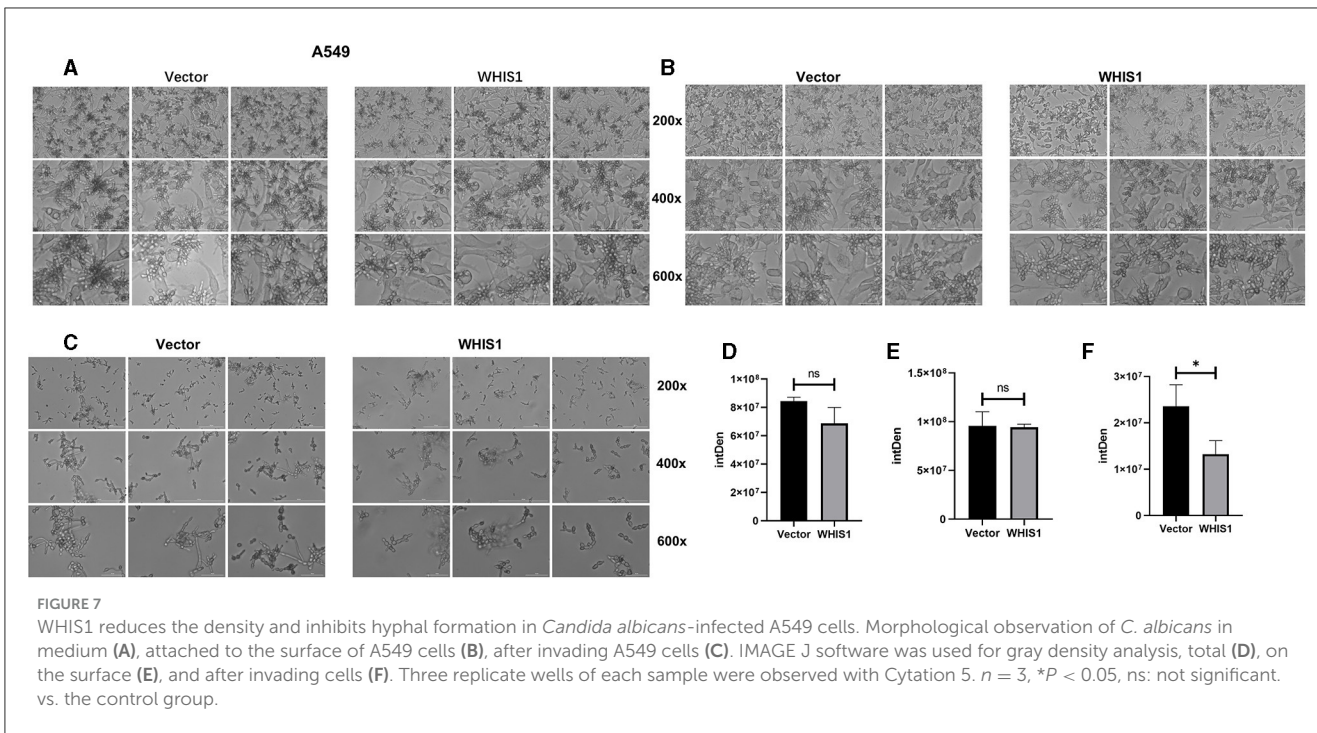 A549
A
Vector
WHIS1
B
Vector
WHIS1
200x
400x
600x
C
Vector
WHIS1
200x
400x
600x
D
1×10⁸
8×10⁷
6×10⁷
4×10⁷
2×10⁷
0
intDen
ns
Vector WHIS1
E
1.5×10⁸
1×10⁸
5×10⁷
0
intDen
ns
Vector WHIS1
F
3×10⁷
2×10⁷
1×10⁷
0
intDen
*
Vector WHIS1
FIGURE 7
WHIS1 reduces the density and inhibits hyphal formation in Candida albicans-infected A549 cells. Morphological observation of C. albicans in
medium (A), attached to the surface of A549 cells (B), after invading A549 cells (C). IMAGE J software was used for gray density analysis, total (D), on
the surface (E), and after invading cells (F). Three replicate wells of each sample were observed with Cytation 5. n = 3, *P < 0.05, ns: not significant.
vs. the control group.